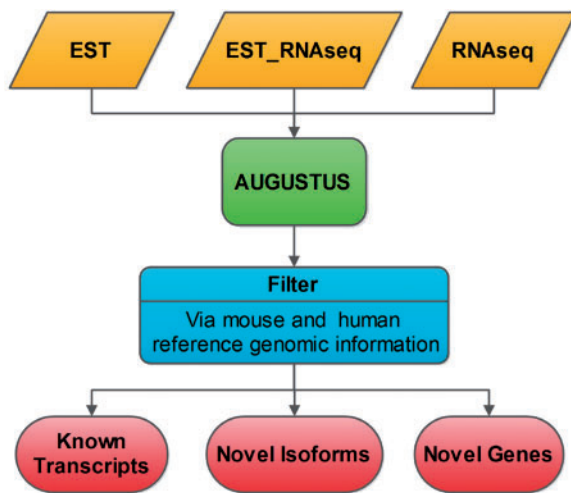 EST
EST_RNAseq
RNAseq
AUGUSTUS
Filter
Via mouse and human
reference genomic information
Known
Transcripts
Novel Isoforms
Novel Genes